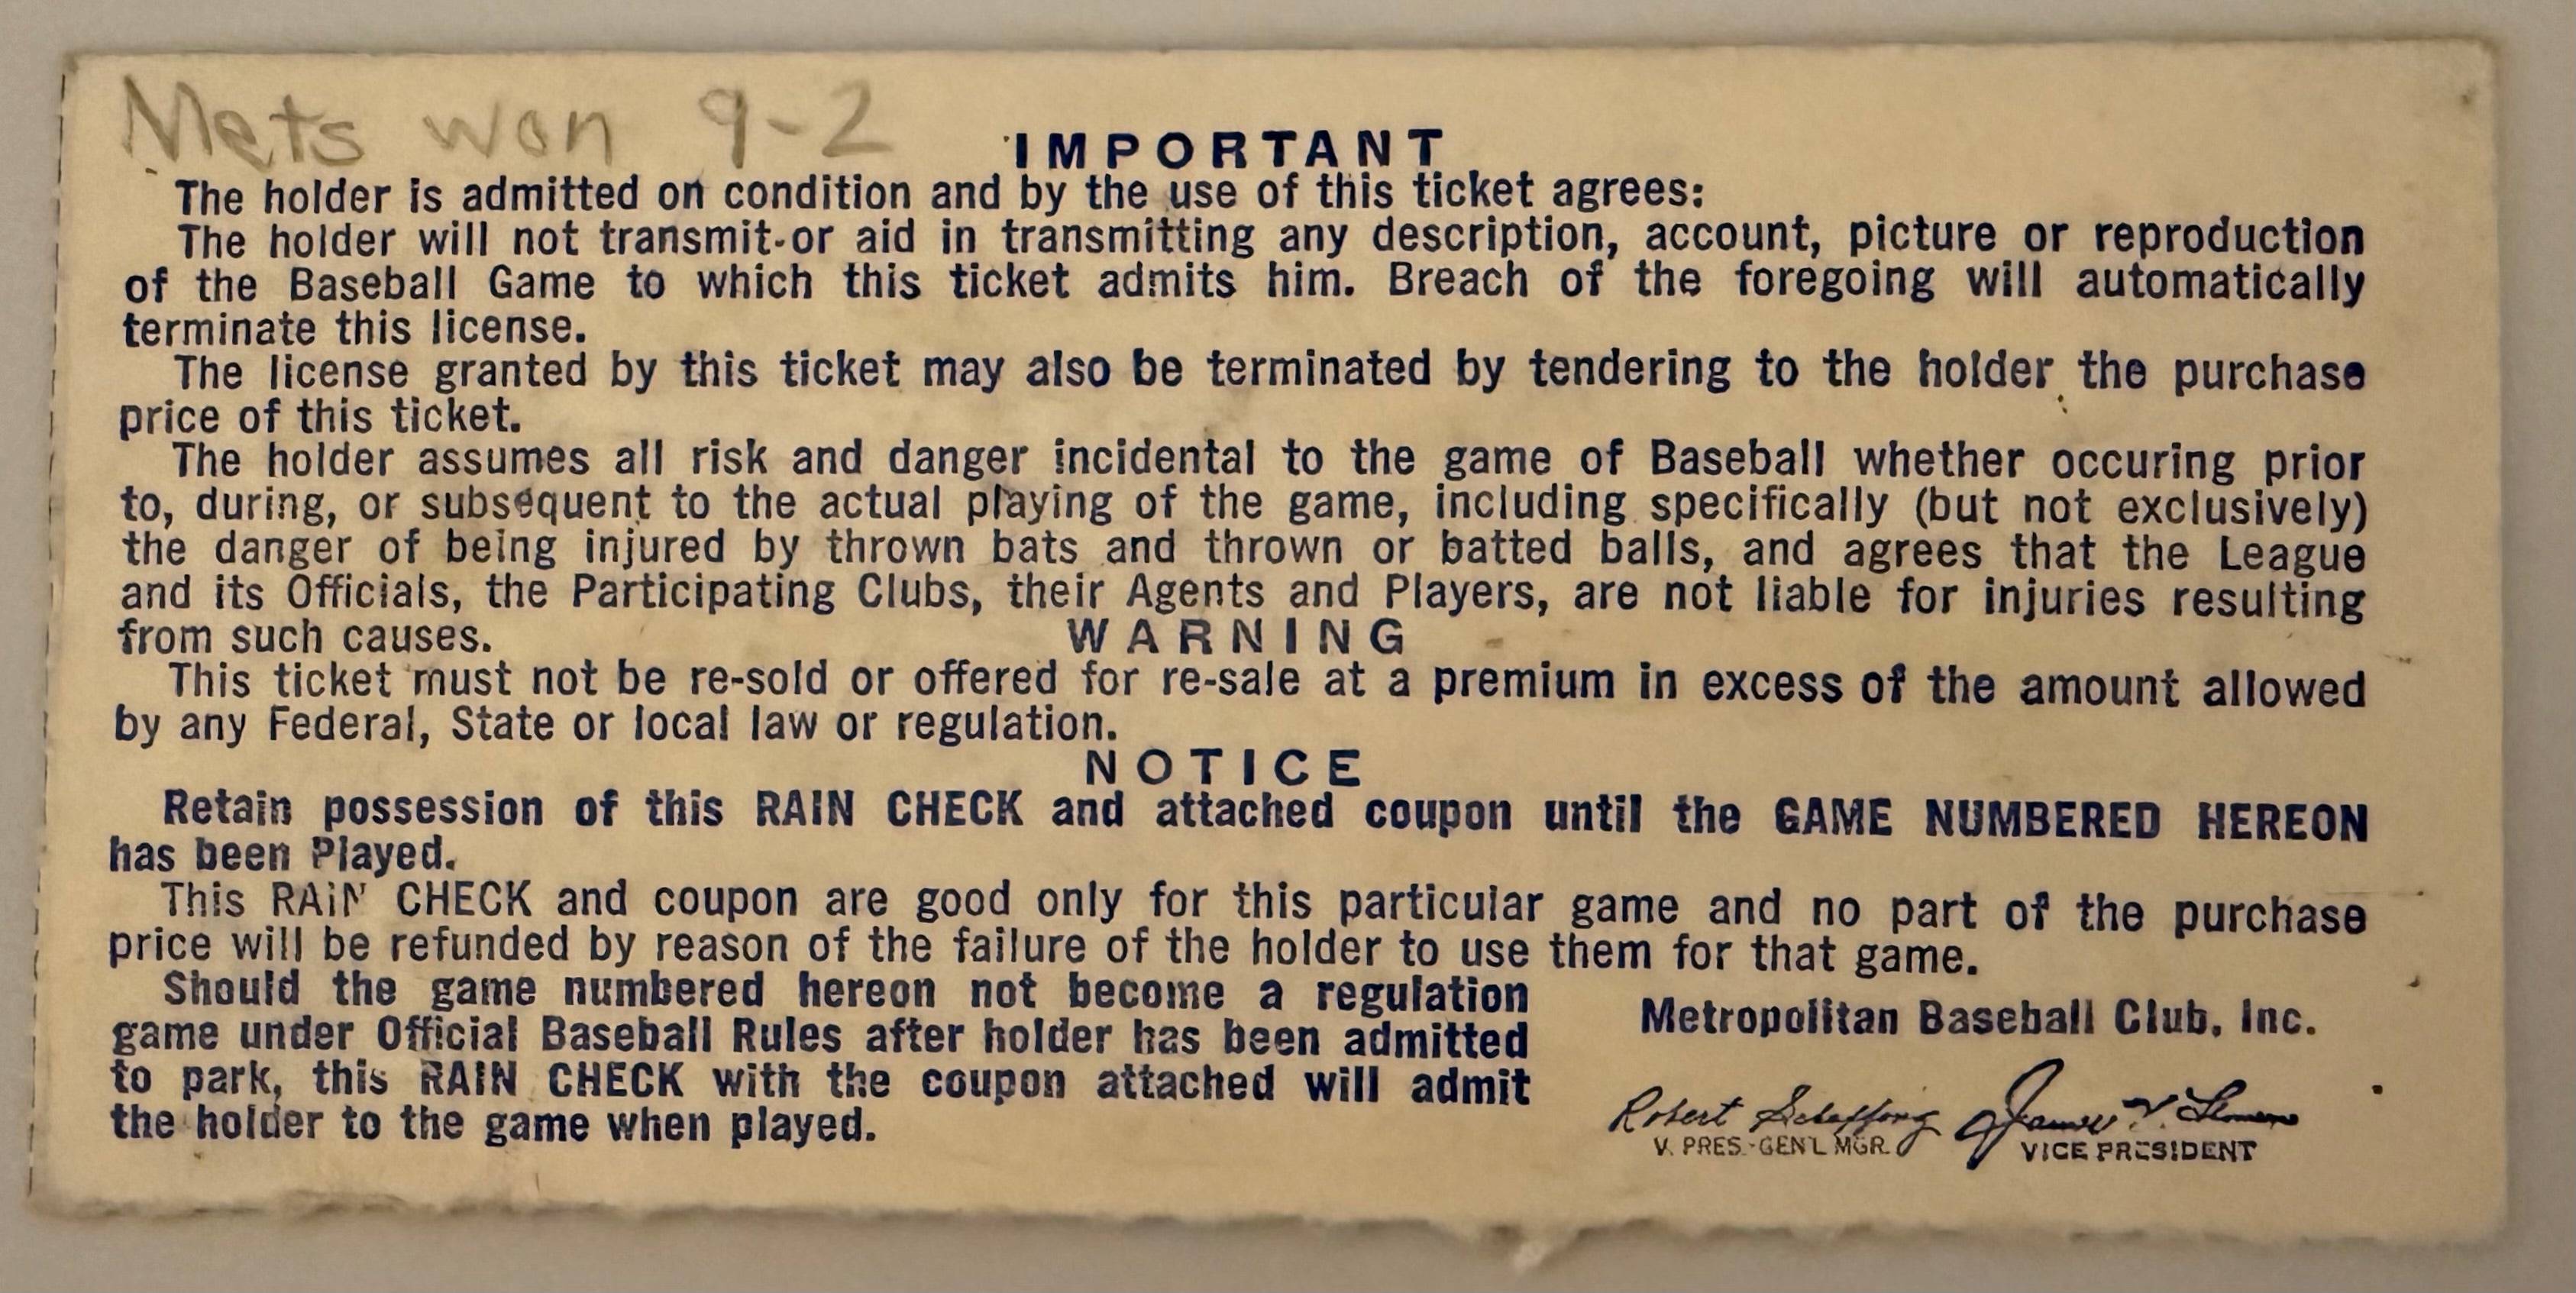 Mets won 9-2
IMPORTANT
The holder is admitted on condition and by the use of this ticket agrees:
The holder will not transmit or aid in transmitting any description, account, picture or reproduction
of the Baseball Game to which this ticket admits him. Breach of the foregoing will automatically
terminate this license.
The license granted by this ticket may also be terminated by tendering to the holder the purchase
price of this ticket.
The holder assumes all risk and danger incidental to the game of Baseball whether occuring prior
to, during, or subsequent to the actual playing of the game, including specifically (but not exclusively)
the danger of being injured by thrown bats and thrown or batted balls, and agrees that the League
and its Officials, the Participating Clubs, their Agents and Players, are not liable for injuries resulting
from such causes.
WARNING
This ticket must not be re-sold or offered for re-sale at a premium in excess of the amount allowed
by any Federal, State or local law or regulation.
NOTICE
Retain possession of this RAIN CHECK and attached coupon until the GAME NUMBERED HEREON
has been Played.
This RAIN CHECK and coupon are good only for this particular game and no part of the purchase
price will be refunded by reason of the failure of the holder to use them for that game.
Should the game numbered hereon not become a regulation
game under Official Baseball Rules after holder has been admitted
to park, this RAIN CHECK with the coupon attached will admit
the holder to the game when played.
Metropolitan Baseball Club, Inc.
Robert Scheffing James
V. PRES.-GEN'L MGR. VICE PRESIDENT